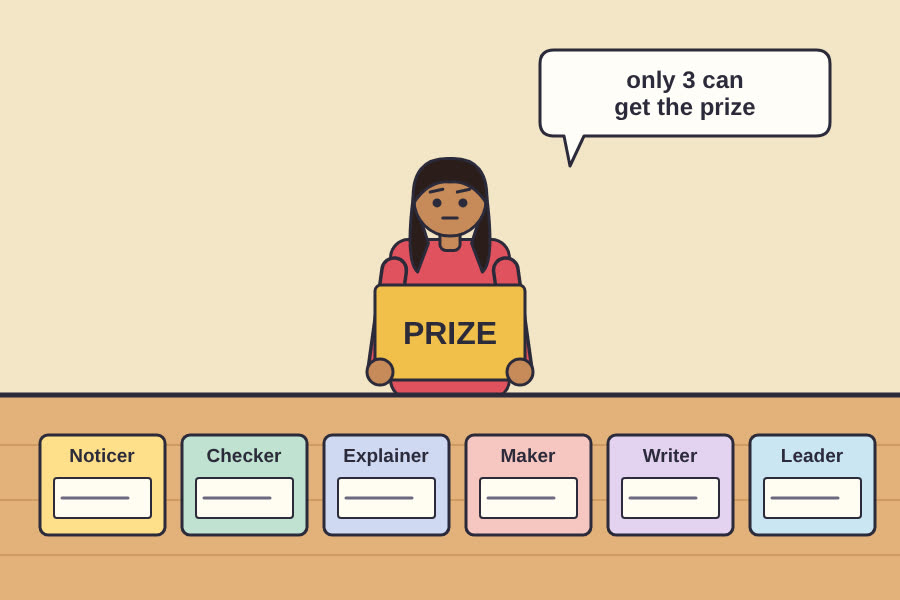 only 3 can
get the prize
PRIZE
Noticer
Checker
Explainer
Maker
Writer
Leader